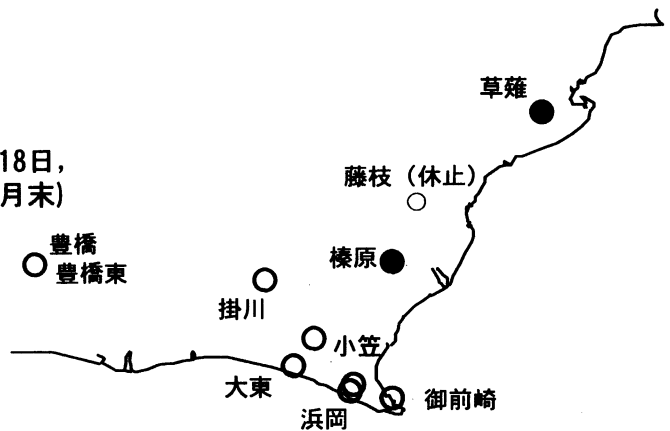 草薙
18日，
藤枝（休止）
月末）
豊橋
豊橋東
榛原
掛川
小笠
大東
御前崎
浜岡